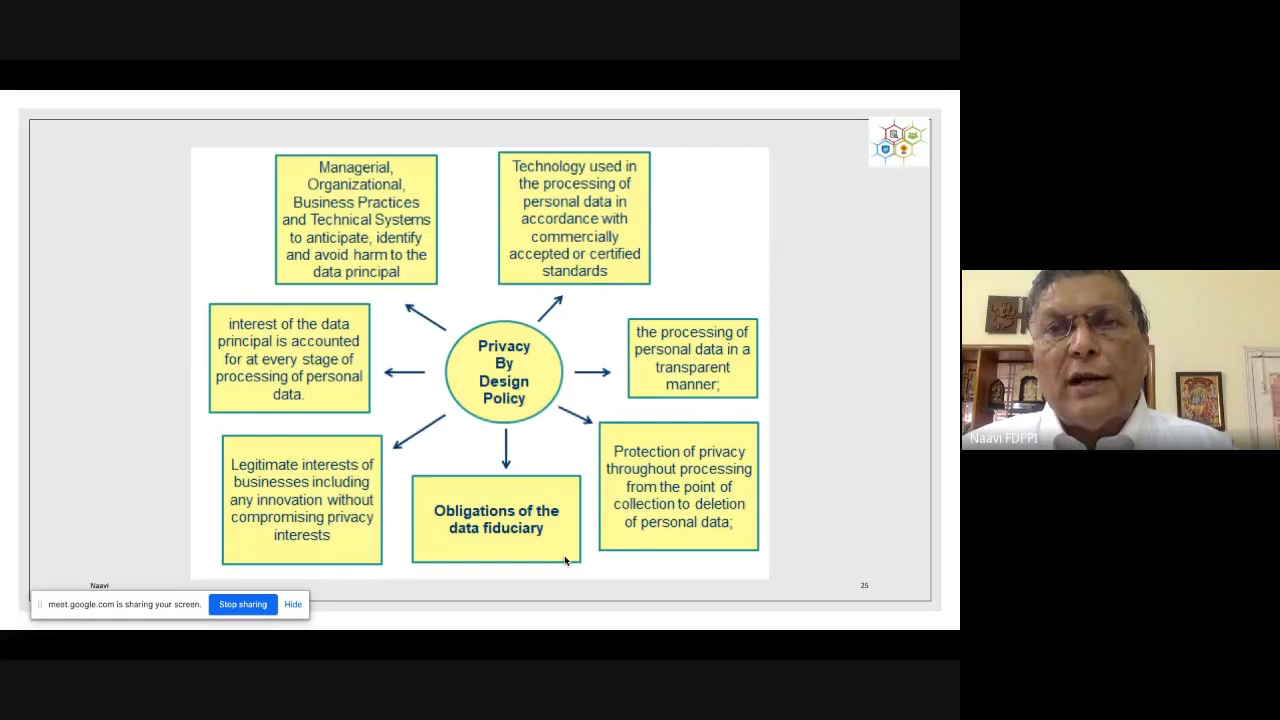 Managerial,
Organizational,
Business Practices
and Technical Systems
to anticipate, identify
and avoid harm to the
data principal
Technology used in
the processing of
personal data in
accordance with
commercially
accepted or certified
standards
interest of the data
principal is accounted
for at every stage of
processing of personal
data.
Privacy
By
Design
Policy
the processing of
personal data in a
transparent
manner;
Legitimate interests of
businesses including
any innovation without
compromising privacy
interests
Obligations of the
data fiduciary
Protection of privacy
throughout processing
from the point of
collection to deletion
of personal data;
Naavi
25
meet.google.com is sharing your screen.
Stop sharing
Hide
Naavi FDPPI